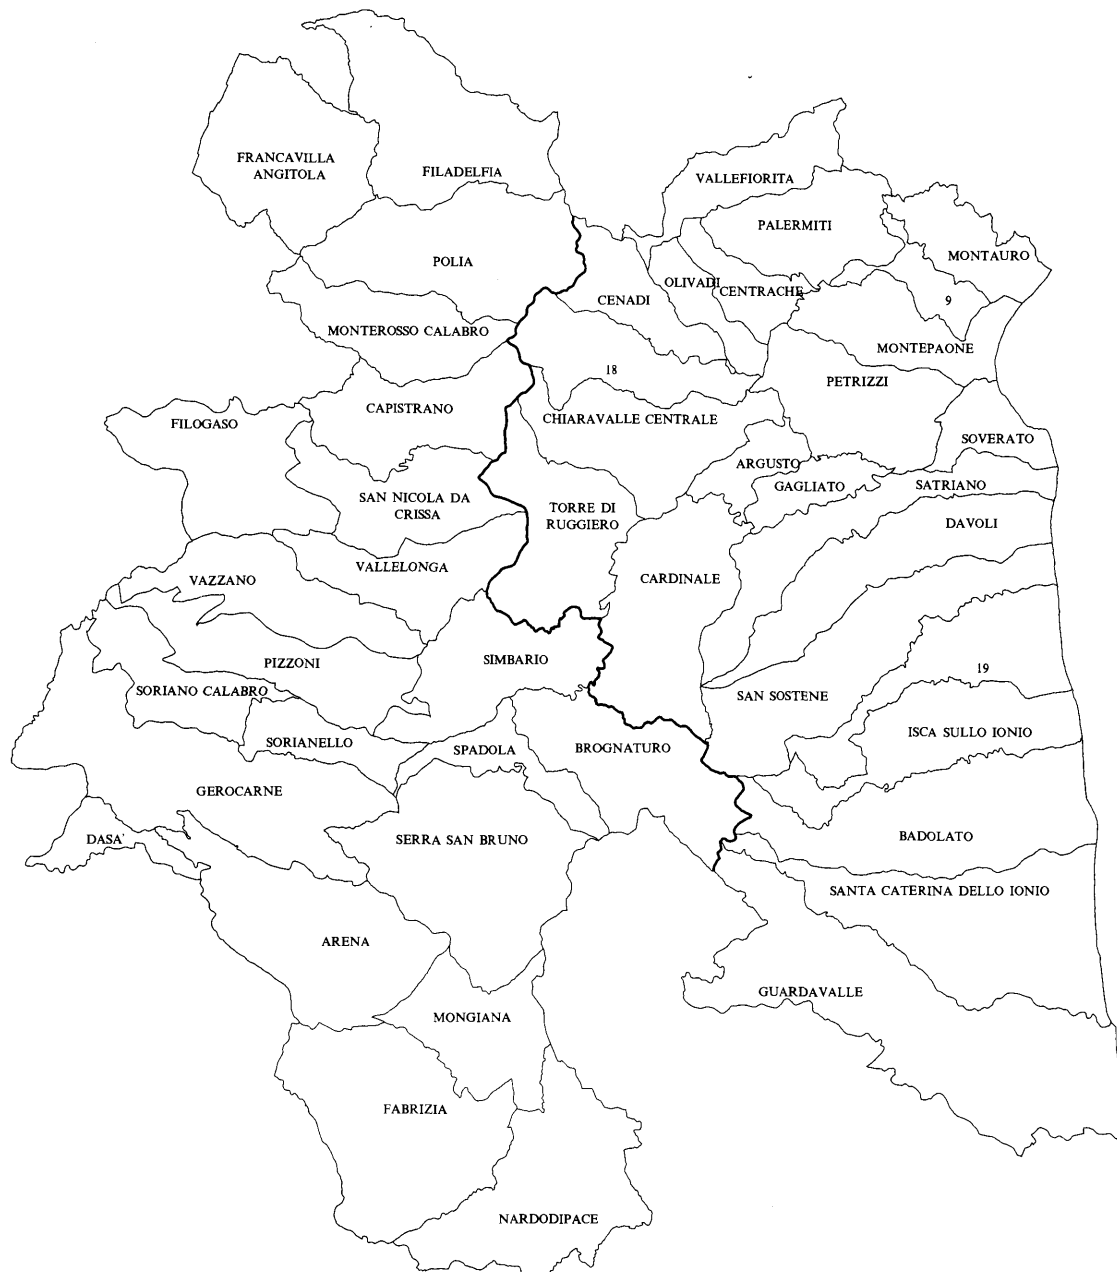 FRANCAVILLA
ANGITOLA
FILADELFIA
VALLEFIORITA
PALERMITI
MONTAURO
POLIA
OLIVADI
CENTRACHE
CENADI
9
MONTEROSSO CALABRO
MONTEPAONE
18
PETRIZZI
CAPISTRANO
CHIARAVALLE CENTRALE
FILOGASO
SOVERATO
ARGUSTO
GAGLIATO
SATRIANO
SAN NICOLA DA
CRISSA
TORRE DI
RUGGIERO
DAVOLI
VALLELONGA
VAZZANO
CARDINALE
PIZZONI
SIMBARIO
19
SORIANO CALABRO
SAN SOSTENE
ISCA SULLO IONIO
SORIANELLO
SPADOLA
BROGNATURO
GEROCARNE
DASA'
SERRA SAN BRUNO
BADOLATO
SANTA CATERINA DELLO IONIO
ARENA
GUARDAVALLE
MONGIANA
FABRIZIA
NARDODIPACE